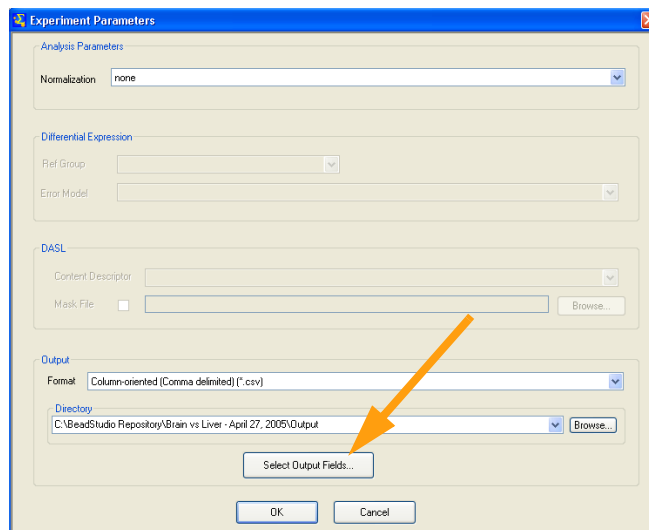 Experiment Parameters
Analysis Parameters
Normalization none
Differential Expression
Ref Group
Error Model
DASL
Content Descriptor
Mask File Browse...
Output
Format Column-oriented (Comma delimited) (*.csv)
Directory
C:\BeadStudio Repository\Brain vs Liver - April 27, 2005\Output Browse...
Select Output Fields...
OK Cancel